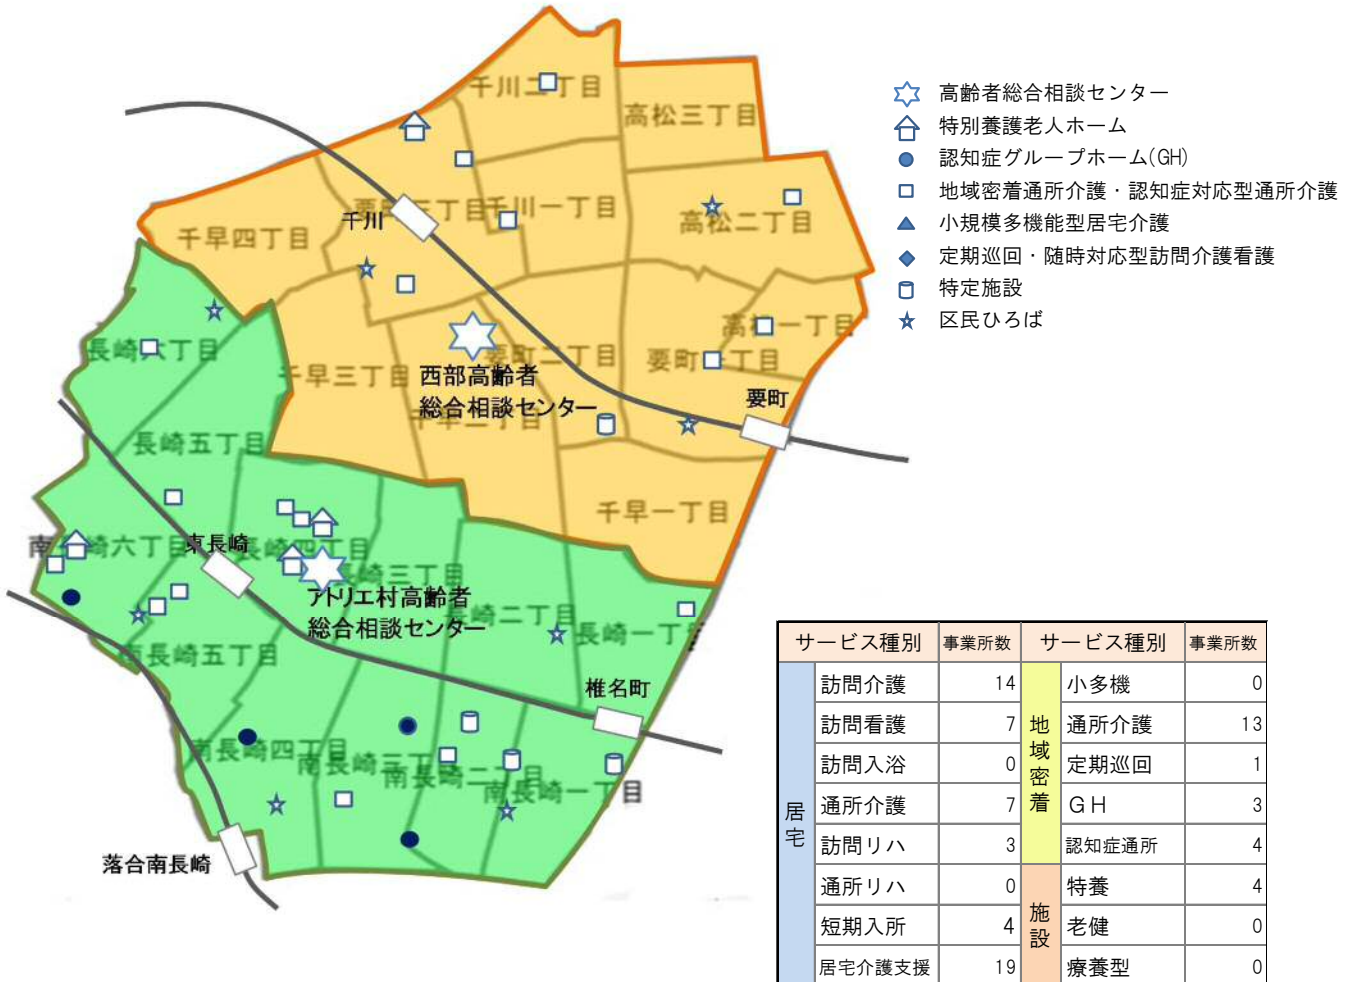 千川二丁目
高松三丁目
要町三丁目
千川一丁目
千川
高松二丁目
千早四丁目
高松一丁目
長崎六丁目
要町二丁目
要町一丁目
千早三丁目
西部高齢者
総合相談センター
千早二丁目
要町
長崎五丁目
千早一丁目
南長崎六丁目
東長崎
長崎四丁目
長崎三丁目
アトリエ村高齢者
総合相談センター
長崎二丁目
長崎一丁目
南長崎五丁目
椎名町
南長崎四丁目
南長崎三丁目
南長崎二丁目
南長崎一丁目
落合南長崎
高齢者総合相談センター
特別養護老人ホーム
認知症グループホーム(GH)
地域密着通所介護・認知症対応型通所介護
小規模多機能型居宅介護
定期巡回・随時対応型訪問介護看護
特定施設
区民ひろば
サービス種別 事業所数 サービス種別 事業所数
居宅 訪問介護 14 地域密着 小多機 0
訪問看護 7 通所介護 13
訪問入浴 0 定期巡回 1
通所介護 7 GH 3
訪問リハ 3 認知症通所 4
通所リハ 0 施設 特養 4
短期入所 4 老健 0
居宅介護支援 19 療養型 0